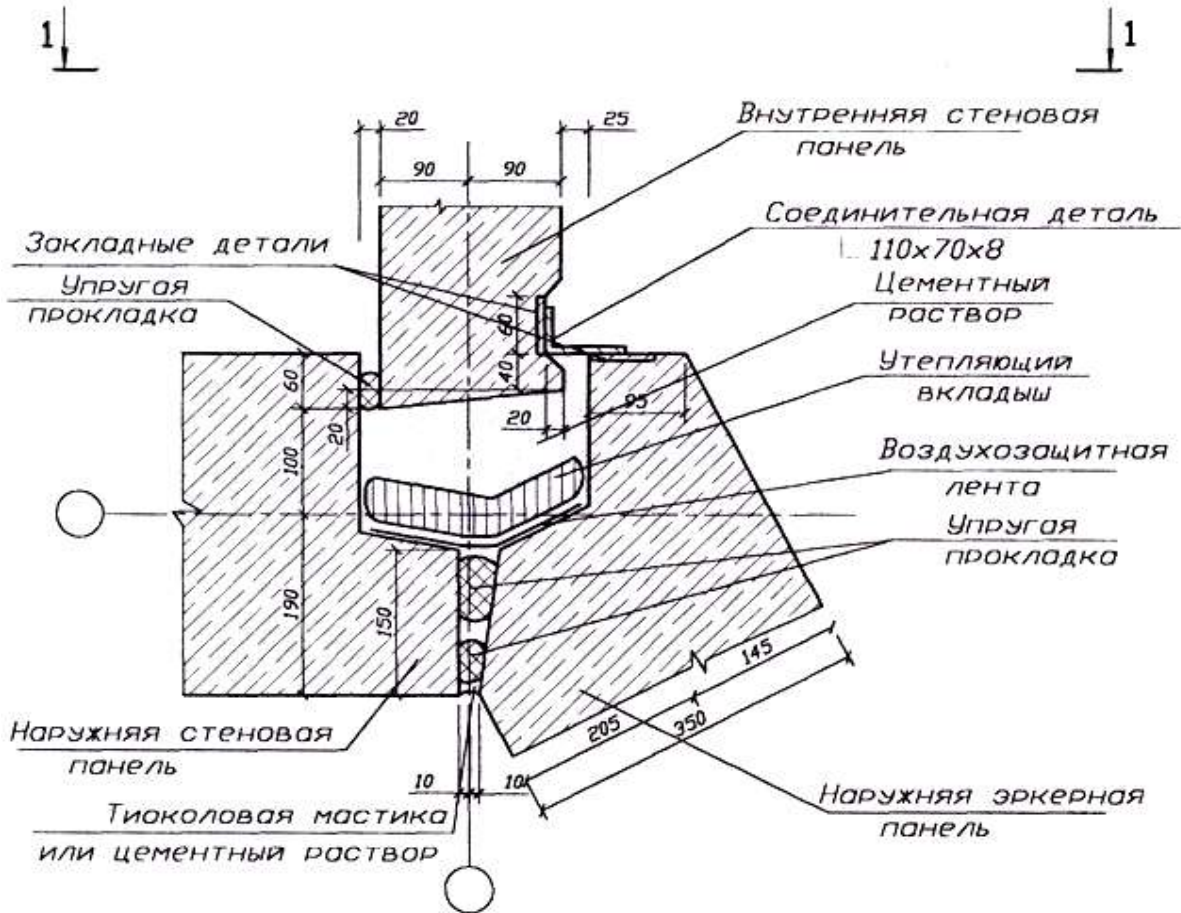 1
1
20
25
Внутренняя стеновая
панель
90
90
Соединительная деталь
110х70х8
Закладные детали
Упругая
прокладка
Цементный
раствор
60
40
60
20
20
95
Утепляющий
вкладыш
100
Воздухозащитная
лента
Упругая
прокладка
190
150
145
205
350
Наружняя стеновая
панель
10
10
Наружняя эркерная
панель
Тиоколовая мастика
или цементный раствор